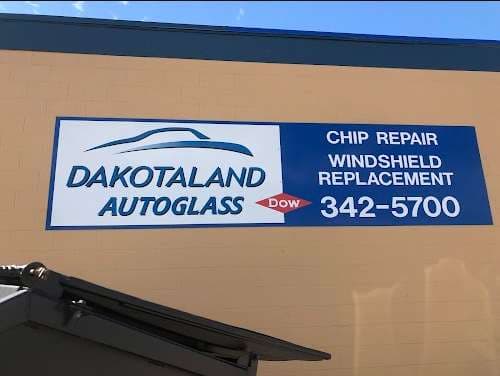 DAKOTALAND
AUTOGLASS
Dow
CHIP REPAIR
WINDSHIELD
REPLACEMENT
342-5700